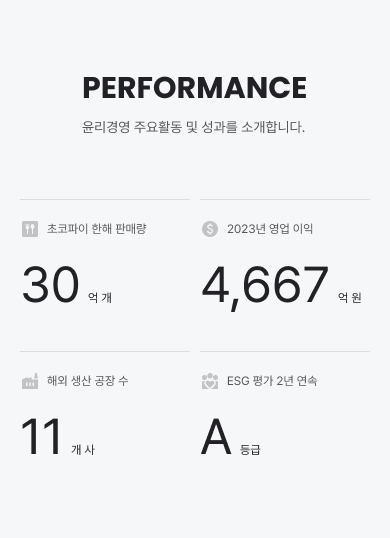 PERFORMANCE
윤리경영 주요활동 및 성과를 소개합니다.
초코파이 한해 판매량
30 억 개
2023년 영업 이익
4,667 억 원
해외 생산 공장 수
11 개 사
ESG 평가 2년 연속
A 등급